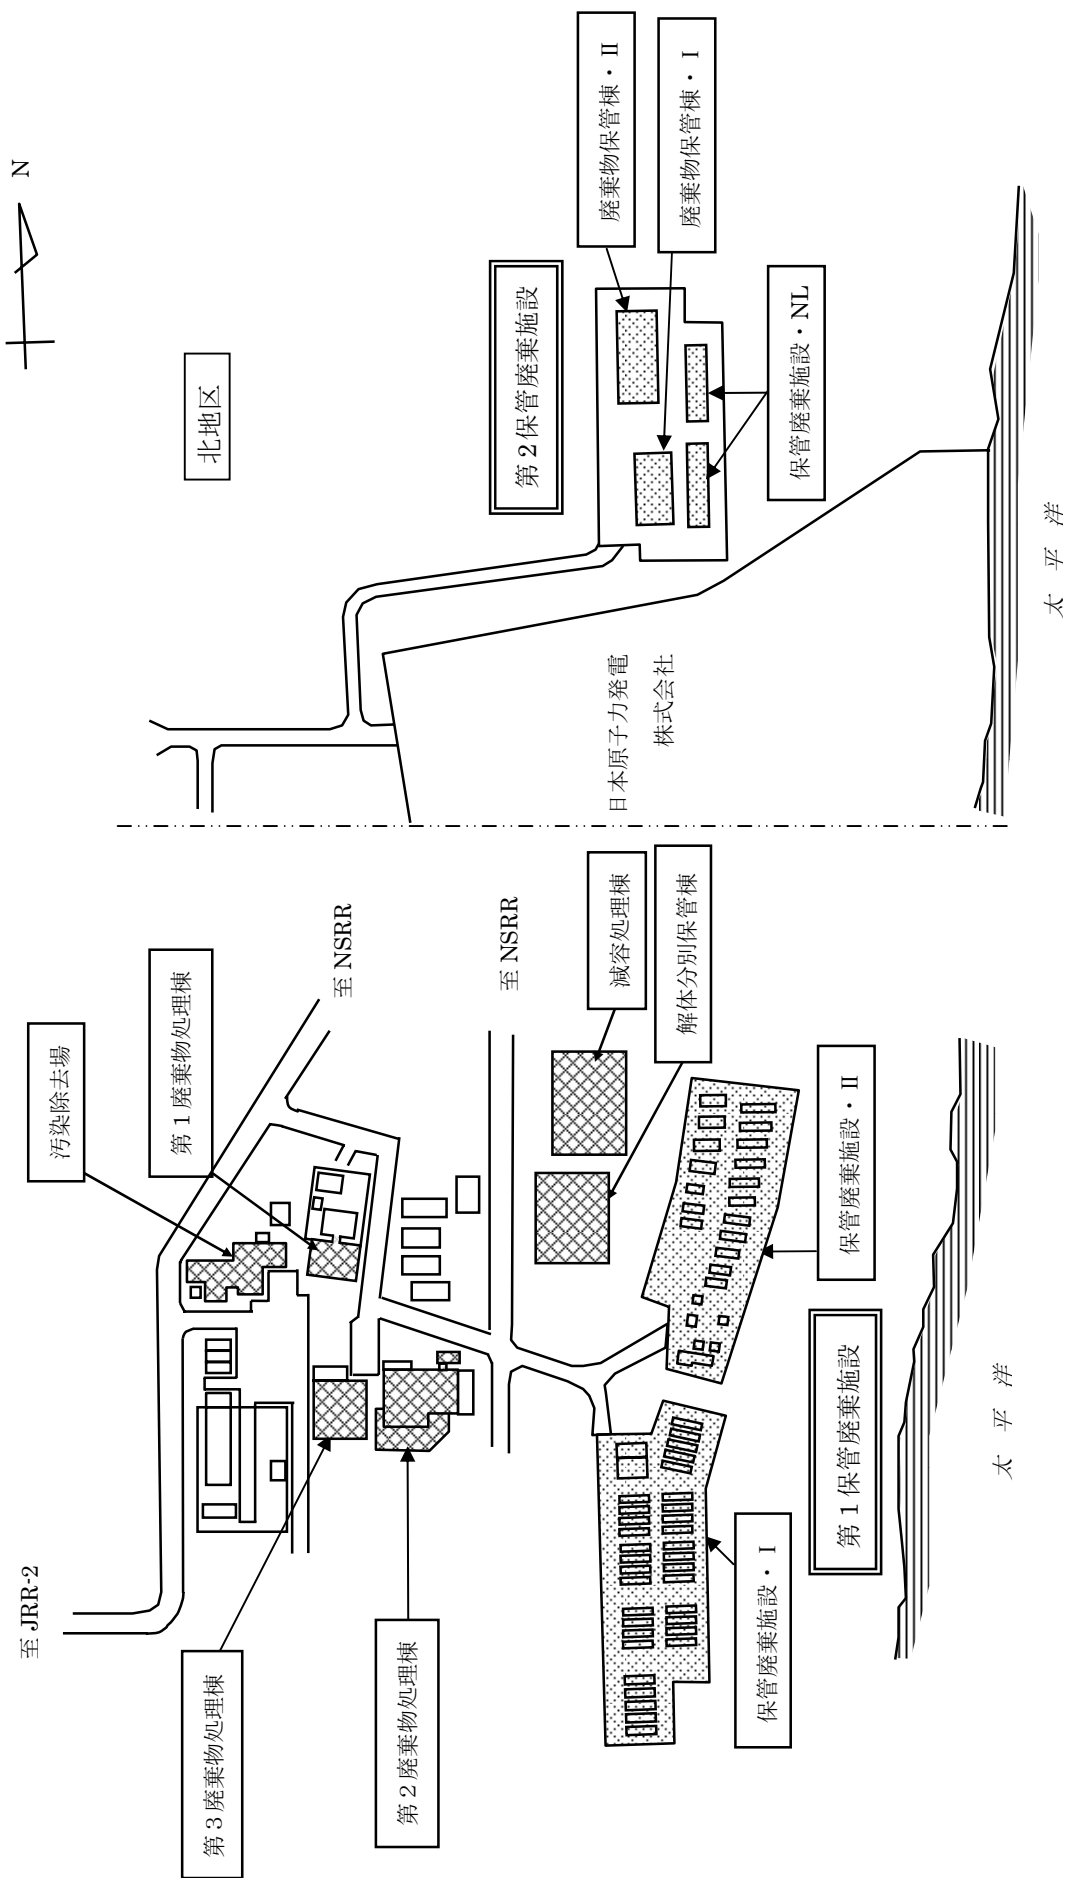 至 JRR-2
汚染除去場
第1廃棄物処理棟
至 NSRR
至 NSRR
第3廃棄物処理棟
第2廃棄物処理棟
減容処理棟
解体分別保管棟
保管廃棄施設・II
第1保管廃棄施設
保管廃棄施設・I
太 平 洋
N
北地区
第2保管廃棄施設
廃棄物保管棟・II
廃棄物保管棟・I
保管廃棄施設・NL
日本原子力発電
株式会社
太 平 洋